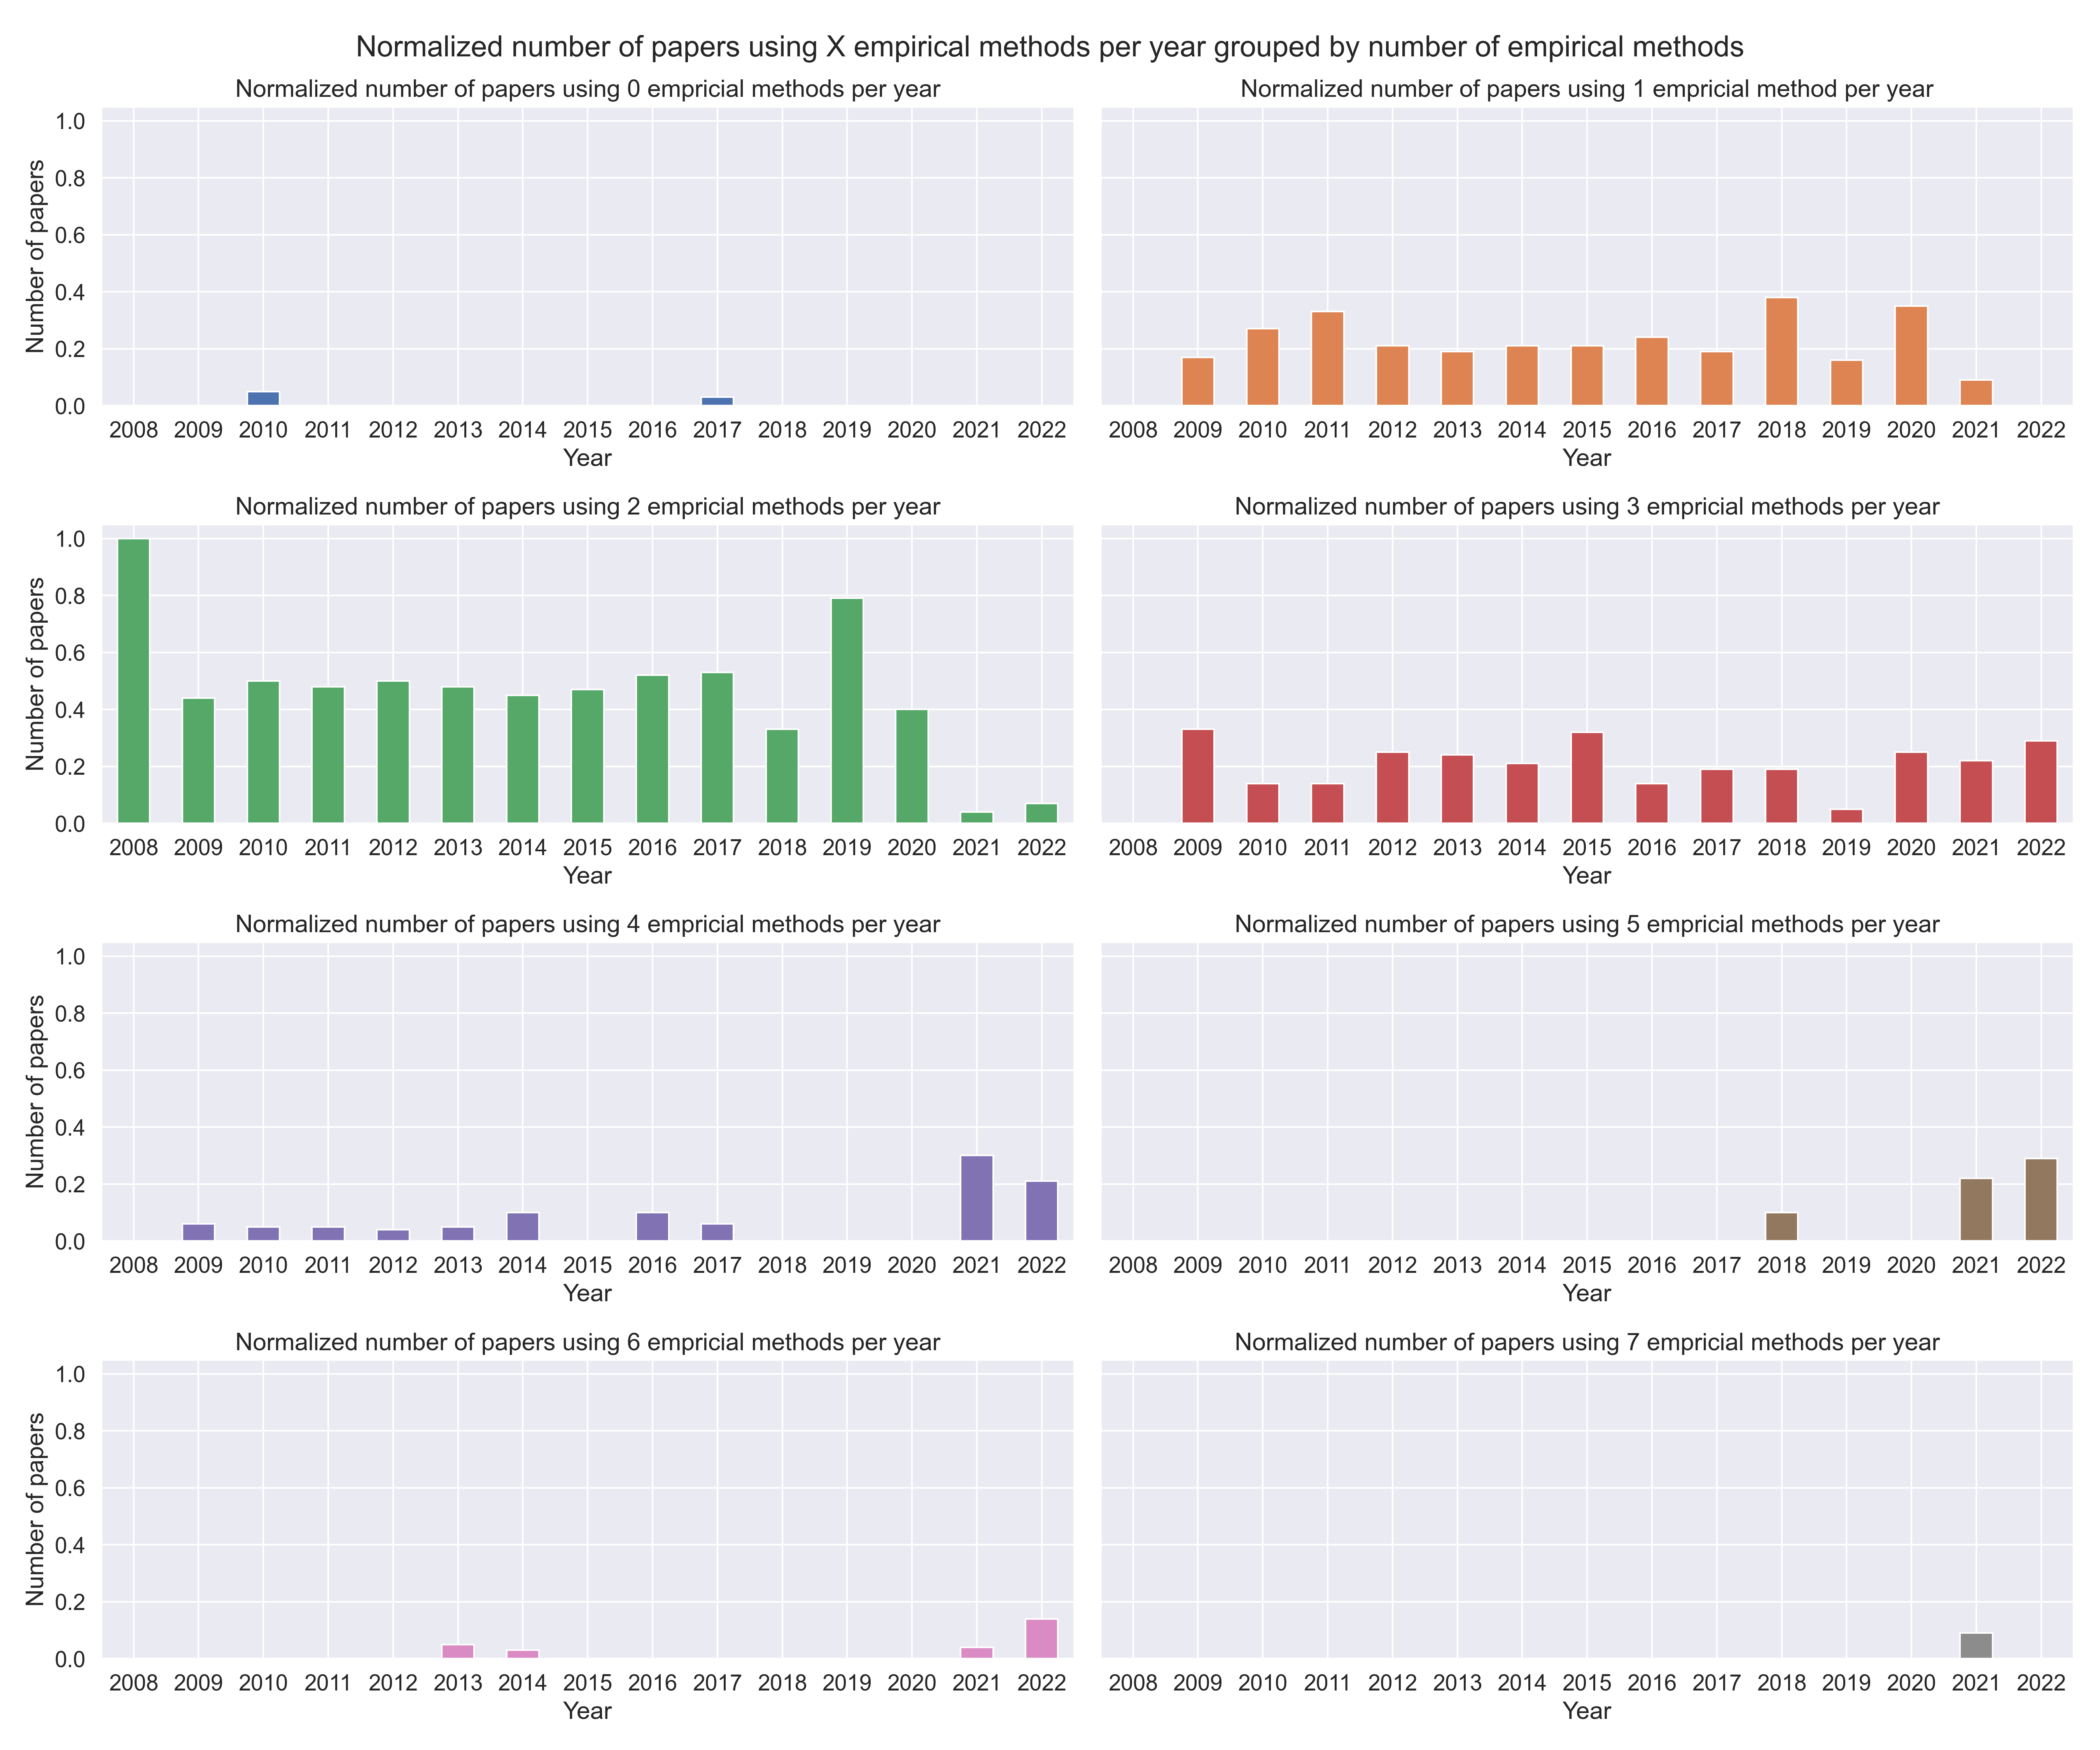 Normalized number of papers using X empirical methods per year grouped by number of empirical methods
Normalized number of papers using 0 empricial methods per year
Number of papers
1.0
0.8
0.6
0.4
0.2
0.0
2008 2009 2010 2011 2012 2013 2014 2015 2016 2017 2018 2019 2020 2021 2022
Year
Normalized number of papers using 1 empricial method per year
2008 2009 2010 2011 2012 2013 2014 2015 2016 2017 2018 2019 2020 2021 2022
Year
Normalized number of papers using 2 empricial methods per year
Number of papers
1.0
0.8
0.6
0.4
0.2
0.0
2008 2009 2010 2011 2012 2013 2014 2015 2016 2017 2018 2019 2020 2021 2022
Year
Normalized number of papers using 3 empricial methods per year
2008 2009 2010 2011 2012 2013 2014 2015 2016 2017 2018 2019 2020 2021 2022
Year
Normalized number of papers using 4 empricial methods per year
Number of papers
1.0
0.8
0.6
0.4
0.2
0.0
2008 2009 2010 2011 2012 2013 2014 2015 2016 2017 2018 2019 2020 2021 2022
Year
Normalized number of papers using 5 empricial methods per year
2008 2009 2010 2011 2012 2013 2014 2015 2016 2017 2018 2019 2020 2021 2022
Year
Normalized number of papers using 6 empricial methods per year
Number of papers
1.0
0.8
0.6
0.4
0.2
0.0
2008 2009 2010 2011 2012 2013 2014 2015 2016 2017 2018 2019 2020 2021 2022
Year
Normalized number of papers using 7 empricial methods per year
2008 2009 2010 2011 2012 2013 2014 2015 2016 2017 2018 2019 2020 2021 2022
Year